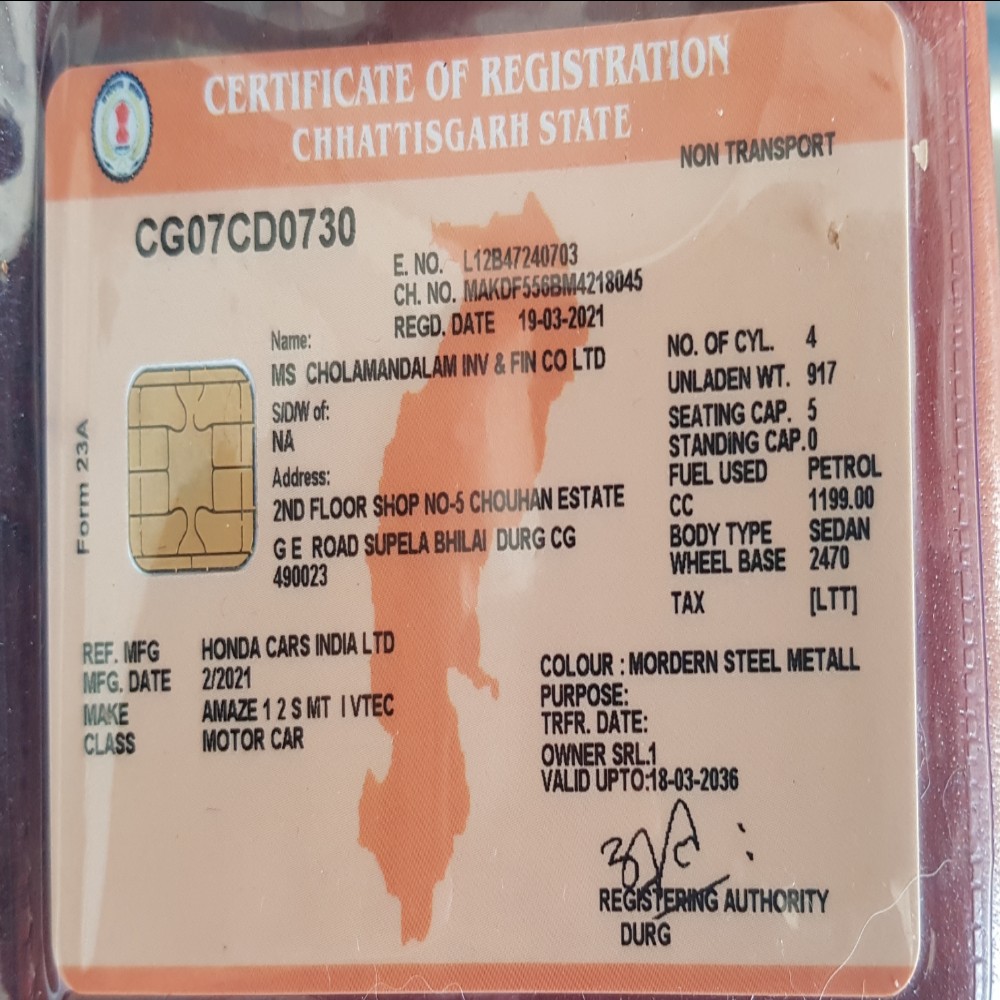 CERTIFICATE OF REGISTRATION
CHHATTISGARH STATE
NON TRANSPORT
CG07CD0730
E. NO. L12B47240703
CH. NO. MAKDF556BM4218045
REGD. DATE 19-03-2021
Name:
MS CHOLAMANDALAM INV & FIN CO LTD
S/D/W of:
NA
Address:
2ND FLOOR SHOP NO-5 CHOUHAN ESTATE
G E ROAD SUPELA BHILAI DURG CG
490023
NO. OF CYL. 4
UNLADEN WT. 917
SEATING CAP. 5
STANDING CAP.0
FUEL USED PETROL
CC 1199.00
BODY TYPE SEDAN
WHEEL BASE 2470
TAX [LTT]
Form 23A
REF. MFG HONDA CARS INDIA LTD
MFG. DATE 2/2021
MAKE AMAZE 1 2 S MT I VTEC
CLASS MOTOR CAR
COLOUR : MORDERN STEEL METALL
PURPOSE:
TRFR. DATE:
OWNER SRL.1
VALID UPTO:18-03-2036
REGISTERING AUTHORITY
DURG